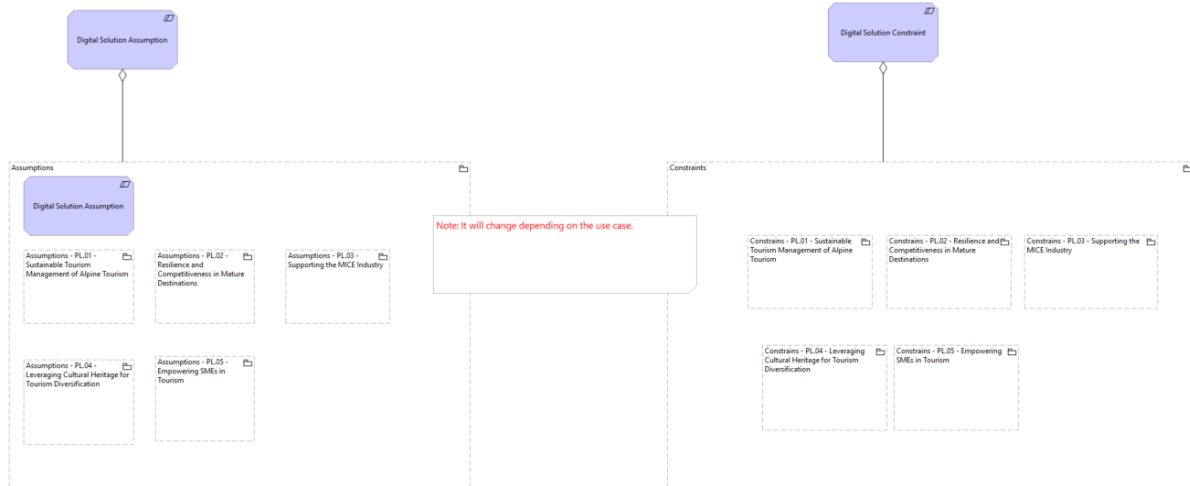 Digital Solution Assumption
Digital Solution Constraint
Assumptions
Constraints
Digital Solution Assumption
Note: It will change depending on the use case.
Assumptions - PL.01 -
Sustainable Tourism
Management of Alpine Tourism
Assumptions - PL.02 -
Resilience and
Competitiveness in Mature
Destinations
Assumptions - PL.03 -
Supporting the MICE Industry
Constrains - PL.01 - Sustainable
Tourism Management of Alpine
Tourism
Constrains - PL.02 - Resilience and
Competitiveness in Mature
Destinations
Constrains - PL.03 - Supporting the
MICE Industry
Assumptions - PL.04 -
Leveraging Cultural Heritage for
Tourism Diversification
Assumptions - PL.05 -
Empowering SMEs in
Tourism
Constrains - PL.04 - Leveraging
Cultural Heritage for Tourism
Diversification
Constrains - PL.05 - Empowering
SMEs in Tourism